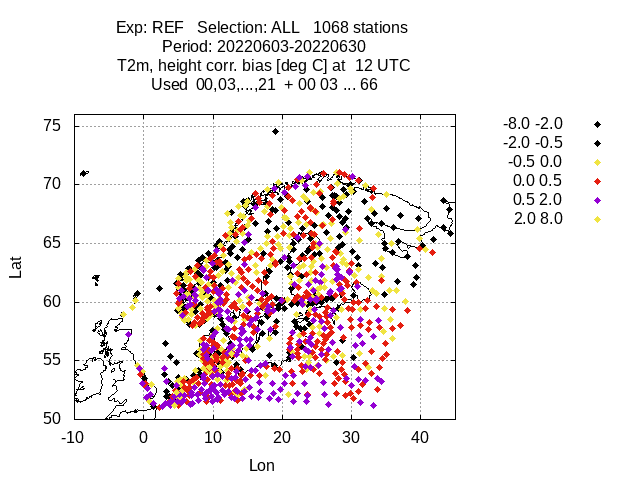 Exp: REF   Selection: ALL   1068 stations
Period: 20220603-20220630
T2m, height corr. bias [deg C] at  12 UTC
Used  00,03,...,21  + 00 03 ... 66
-8.0 -2.0
-2.0 -0.5
-0.5 0.0
0.0 0.5
0.5 2.0
2.0 8.0
75
70
65
60
55
50
Lat
-10 0 10 20 30 40
Lon